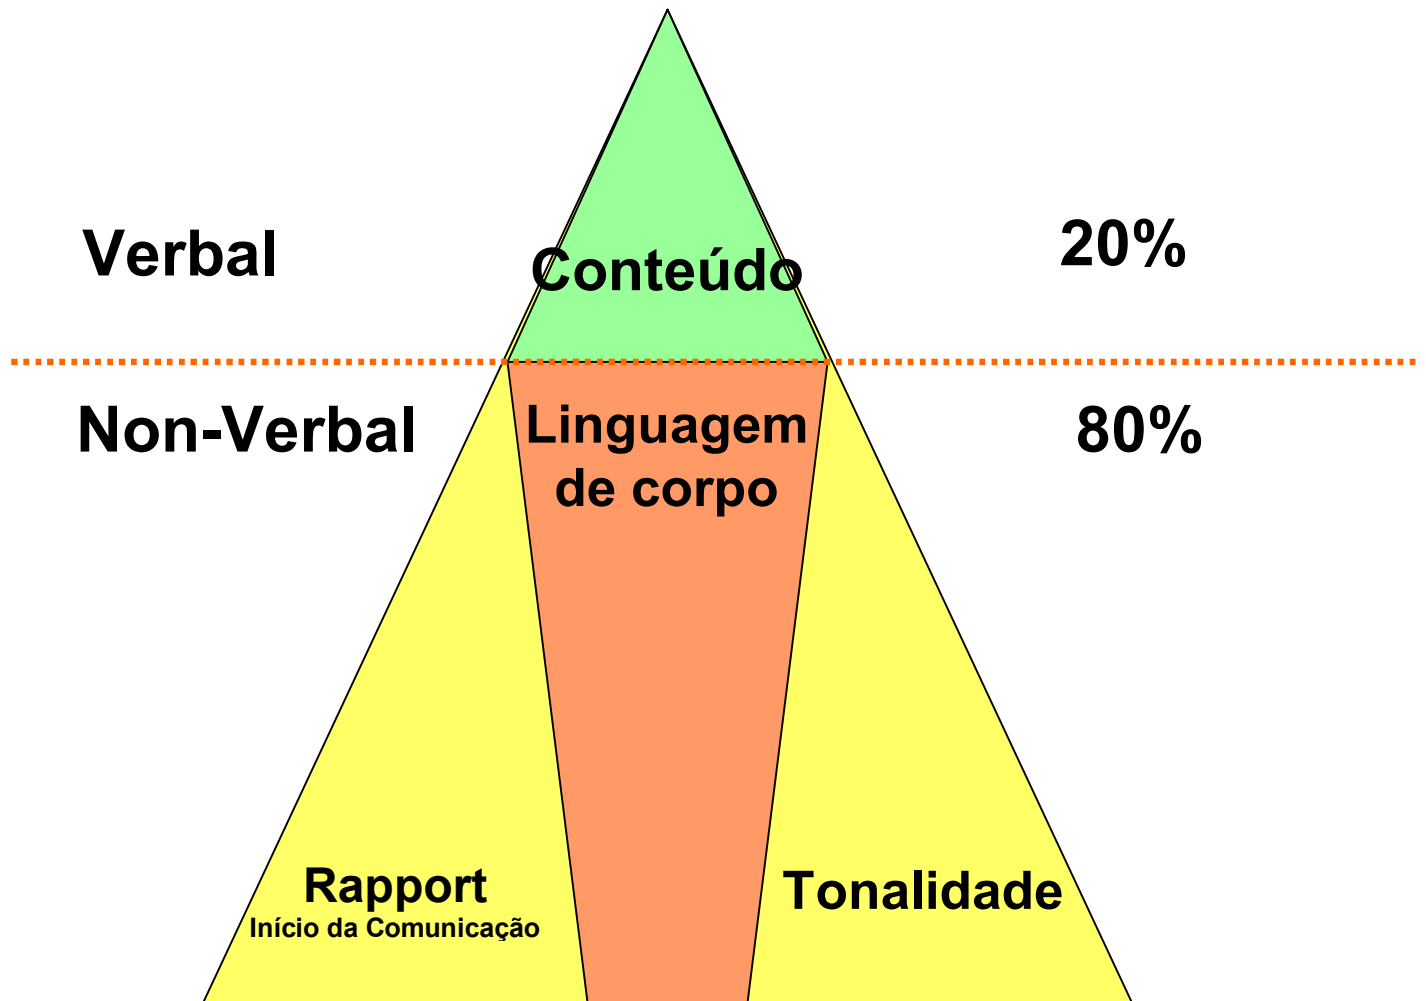 Verbal
Conteúdo
20%
Non-Verbal
Linguagem
de corpo
80%
Rapport
Início da Comunicação
Tonalidade